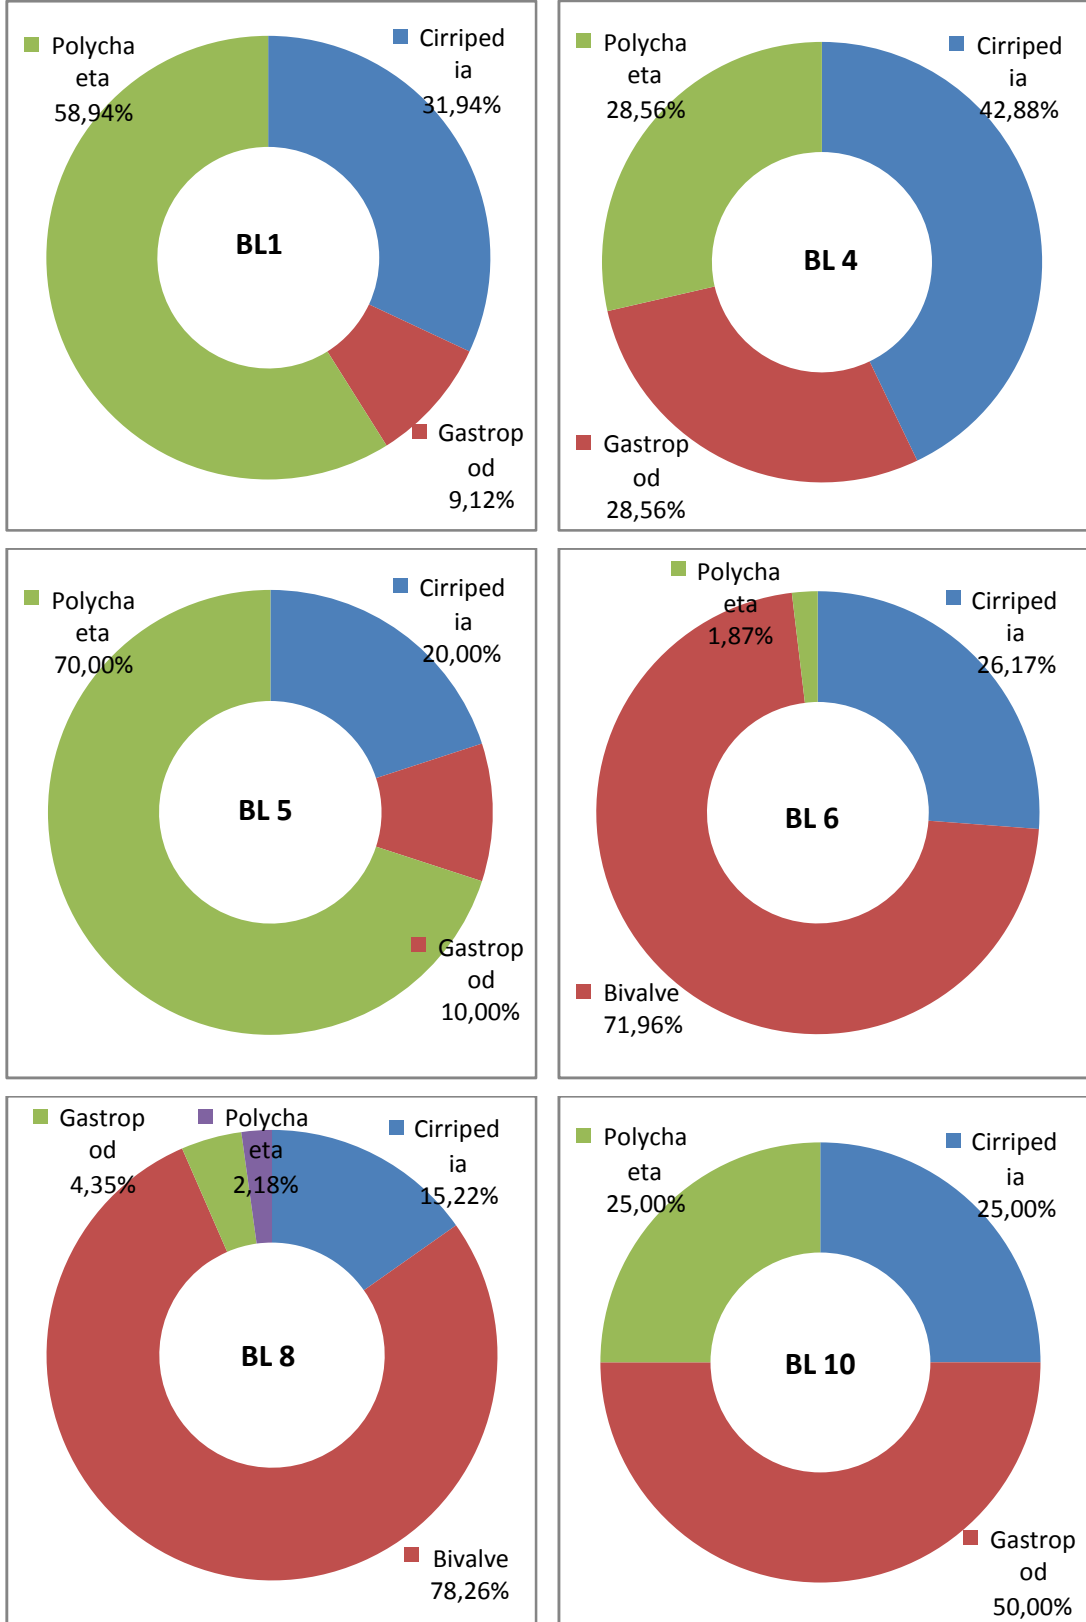 Polycha
eta
58,94%
Cirriped
ia
31,94%
BL1
Gastrop
od
9,12%
Polycha
eta
28,56%
Cirriped
ia
42,88%
BL 4
Gastrop
od
28,56%
Polycha
eta
70,00%
Cirriped
ia
20,00%
BL 5
Gastrop
od
10,00%
Polycha
eta
1,87%
Cirriped
ia
26,17%
BL 6
Bivalve
71,96%
Gastrop
od
4,35%
Polycha
eta
2,18%
Cirriped
ia
15,22%
BL 8
Bivalve
78,26%
Polycha
eta
25,00%
Cirriped
ia
25,00%
BL 10
Gastrop
od
50,00%